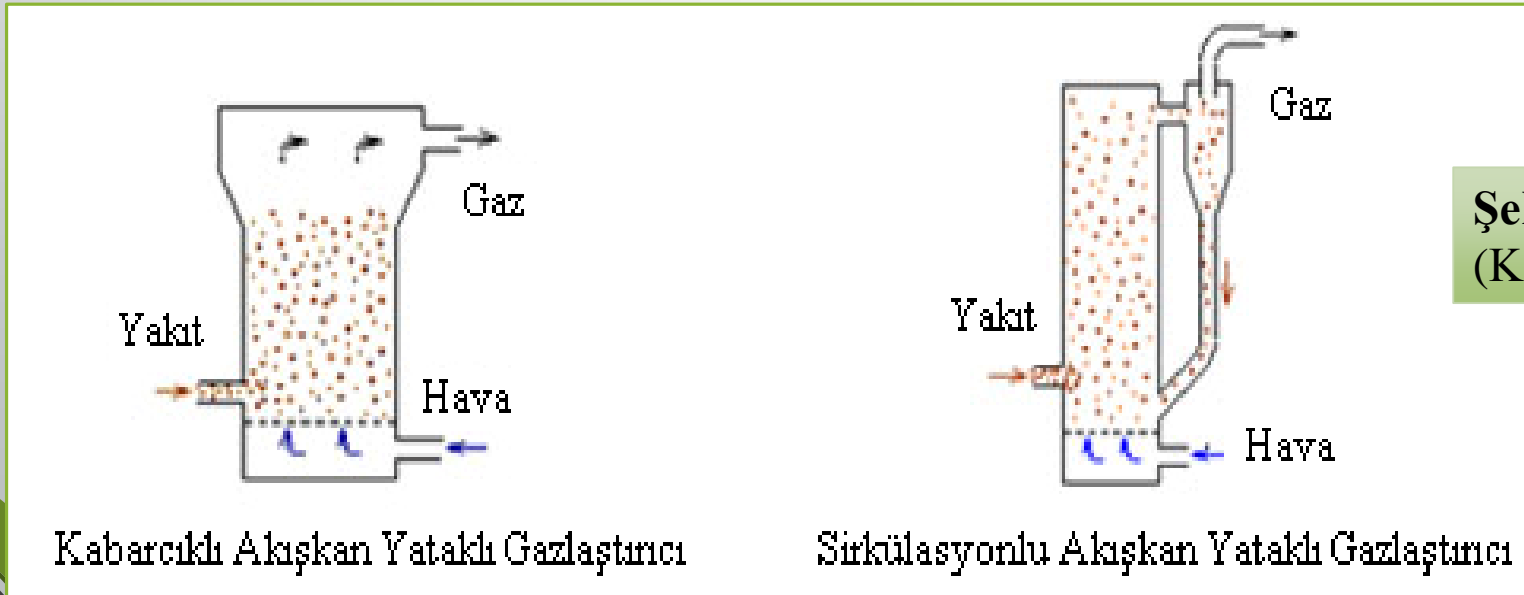 Gaz
Yakıt
Hava
Kabarcıklı Akışkan Yataklı Gazlaştırıcı
Gaz
Yakıt
Hava
Sirkülasyonlu Akışkan Yataklı Gazlaştırıcı